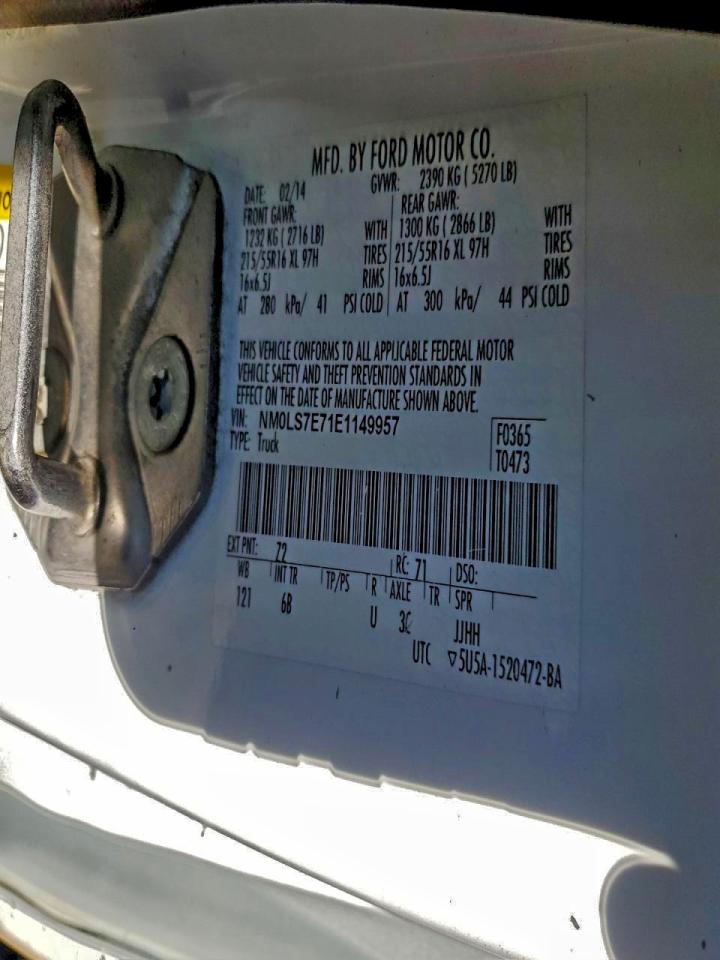 MFD. BY FORD MOTOR CO.
DATE: 02/14 GVWR: 2390 KG ( 5270 LB)
FRONT GAWR: REAR GAWR:
1232 KG ( 2716 LB) WITH 1300 KG ( 2866 LB) WITH
215/55R16 XL 97H TIRES 215/55R16 XL 97H TIRES
16x6.5J RIMS 16x6.5J RIMS
AT 280 kPa/ 41 PSI COLD AT 300 kPa/ 44 PSI COLD
THIS VEHICLE CONFORMS TO ALL APPLICABLE FEDERAL MOTOR
VEHICLE SAFETY AND THEFT PREVENTION STANDARDS IN
EFFECT ON THE DATE OF MANUFACTURE SHOWN ABOVE.
VIN: NM0LS7E71E1149957
TYPE: Truck
F0365
T0473
EXT PNT: Z2 RC: 71 DSO:
WB INT TR TP/PS R AXLE TR SPR
121 6B U 3C JJHH
UTC ▽5U5A-1520472-BA